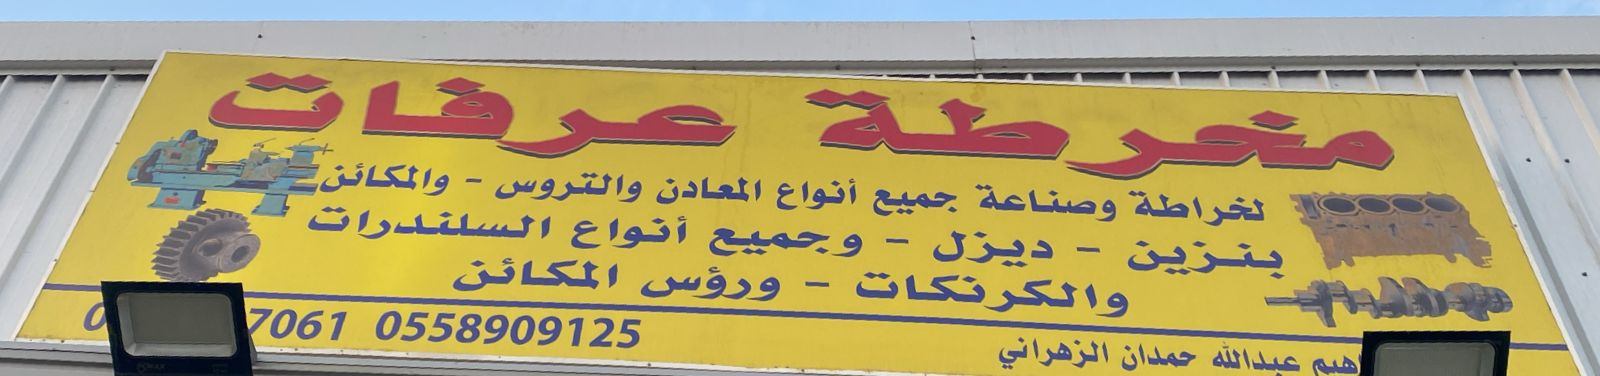 مخرطة عرفات
لخراطة وصناعة جميع أنواع المعادن والتروس - والمكائن
بنزين - ديزل - وجميع أنواع السلندرات
والكرنكات - ورؤس المكائن
7061 0558909125
عبدالله حمدان الزهراني